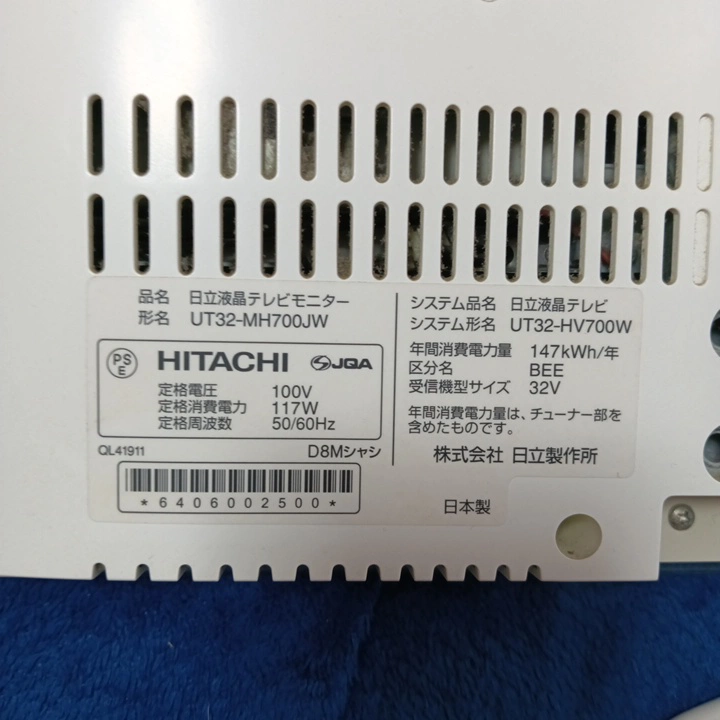 品名 日立液晶テレビモニター
形名 UT32-MH700JW
PS
E
HITACHI JQA
定格電圧 100V
定格消費電力 117W
定格周波数 50/60Hz
QL41911 D8Mシャシ
*6406002500*
システム品名 日立液晶テレビ
システム形名 UT32-HV700W
年間消費電力量 147kWh/年
区分名 BEE
受信機型サイズ 32V
年間消費電力量は、チューナー部を
含めたものです。
株式会社 日立製作所
日本製